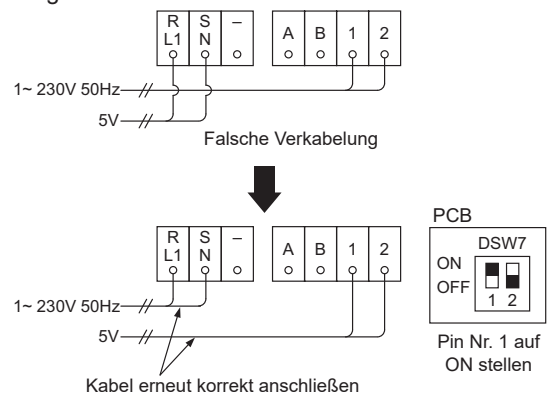 R S –
L1 N
A B 1 2
1~ 230V 50Hz
5V
Falsche Verkabelung
R S –
L1 N
A B 1 2
1~ 230V 50Hz
5V
Kabel erneut korrekt anschließen
PCB
DSW7
ON
OFF
1 2
Pin Nr. 1 auf
ON stellen